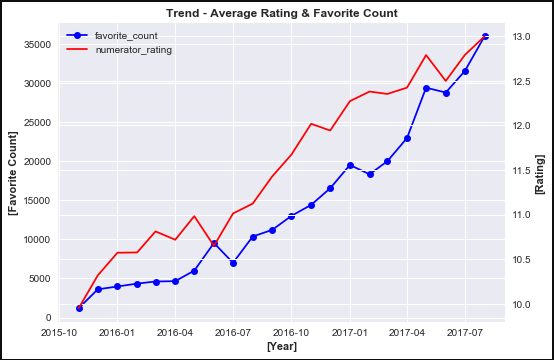 Trend - Average Rating & Favorite Count
favorite_count
numerator_rating
35000
30000
25000
20000
15000
10000
5000
0
[Favorite Count]
13.0
12.5
12.0
11.5
11.0
10.5
10.0
[Rating]
2015-10 2016-01 2016-04 2016-07 2016-10 2017-01 2017-04 2017-07
[Year]